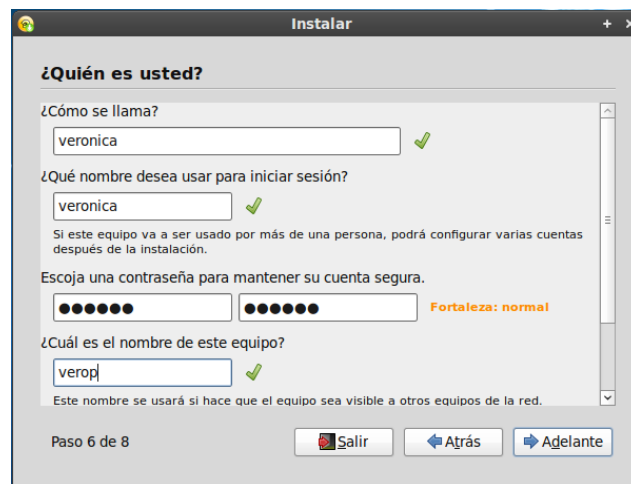 Instalar
¿Quién es usted?
¿Cómo se llama?
veronica
¿Qué nombre desea usar para iniciar sesión?
veronica
Si este equipo va a ser usado por más de una persona, podrá configurar varias cuentas
después de la instalación.
Escoja una contraseña para mantener su cuenta segura.
●●●●●● ●●●●●● Fortaleza: normal
¿Cuál es el nombre de este equipo?
verop
Este nombre se usará si hace que el equipo sea visible a otros equipos de la red.
Paso 6 de 8 Salir Atrás Adelante